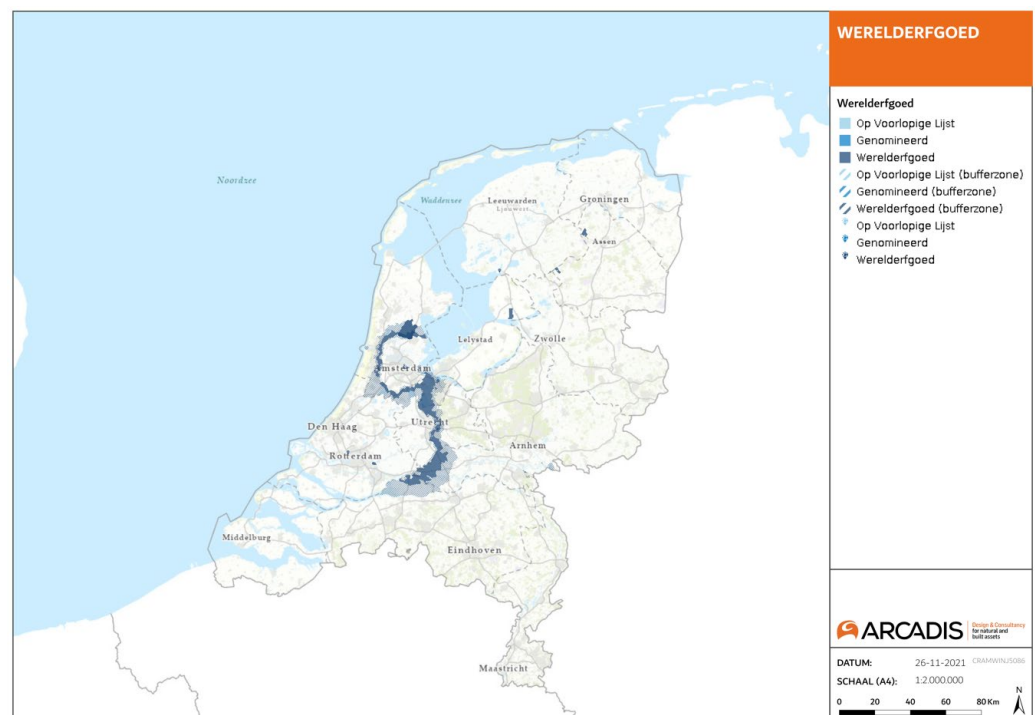 WERELDERFGOED
Werelderfgoed
Op Voorlopige Lijst
Genomineerd
Werelderfgoed
Op Voorlopige Lijst (bufferzone)
Genomineerd (bufferzone)
Werelderfgoed (bufferzone)
Op Voorlopige Lijst
Genomineerd
Werelderfgoed
Noordzee
Waddenzee
Leeuwarden
Ljouwert
Groningen
Assen
Lelystad
Zwolle
Amsterdam
Den Haag
Utrecht
Rotterdam
Arnhem
Middelburg
Eindhoven
Maastricht
ARCADIS
Design & Consultancy
for natural and
built assets
DATUM: 26-11-2021
SCHAAL (A4): 1:2.000.000
0 20 40 60 80 Km
N